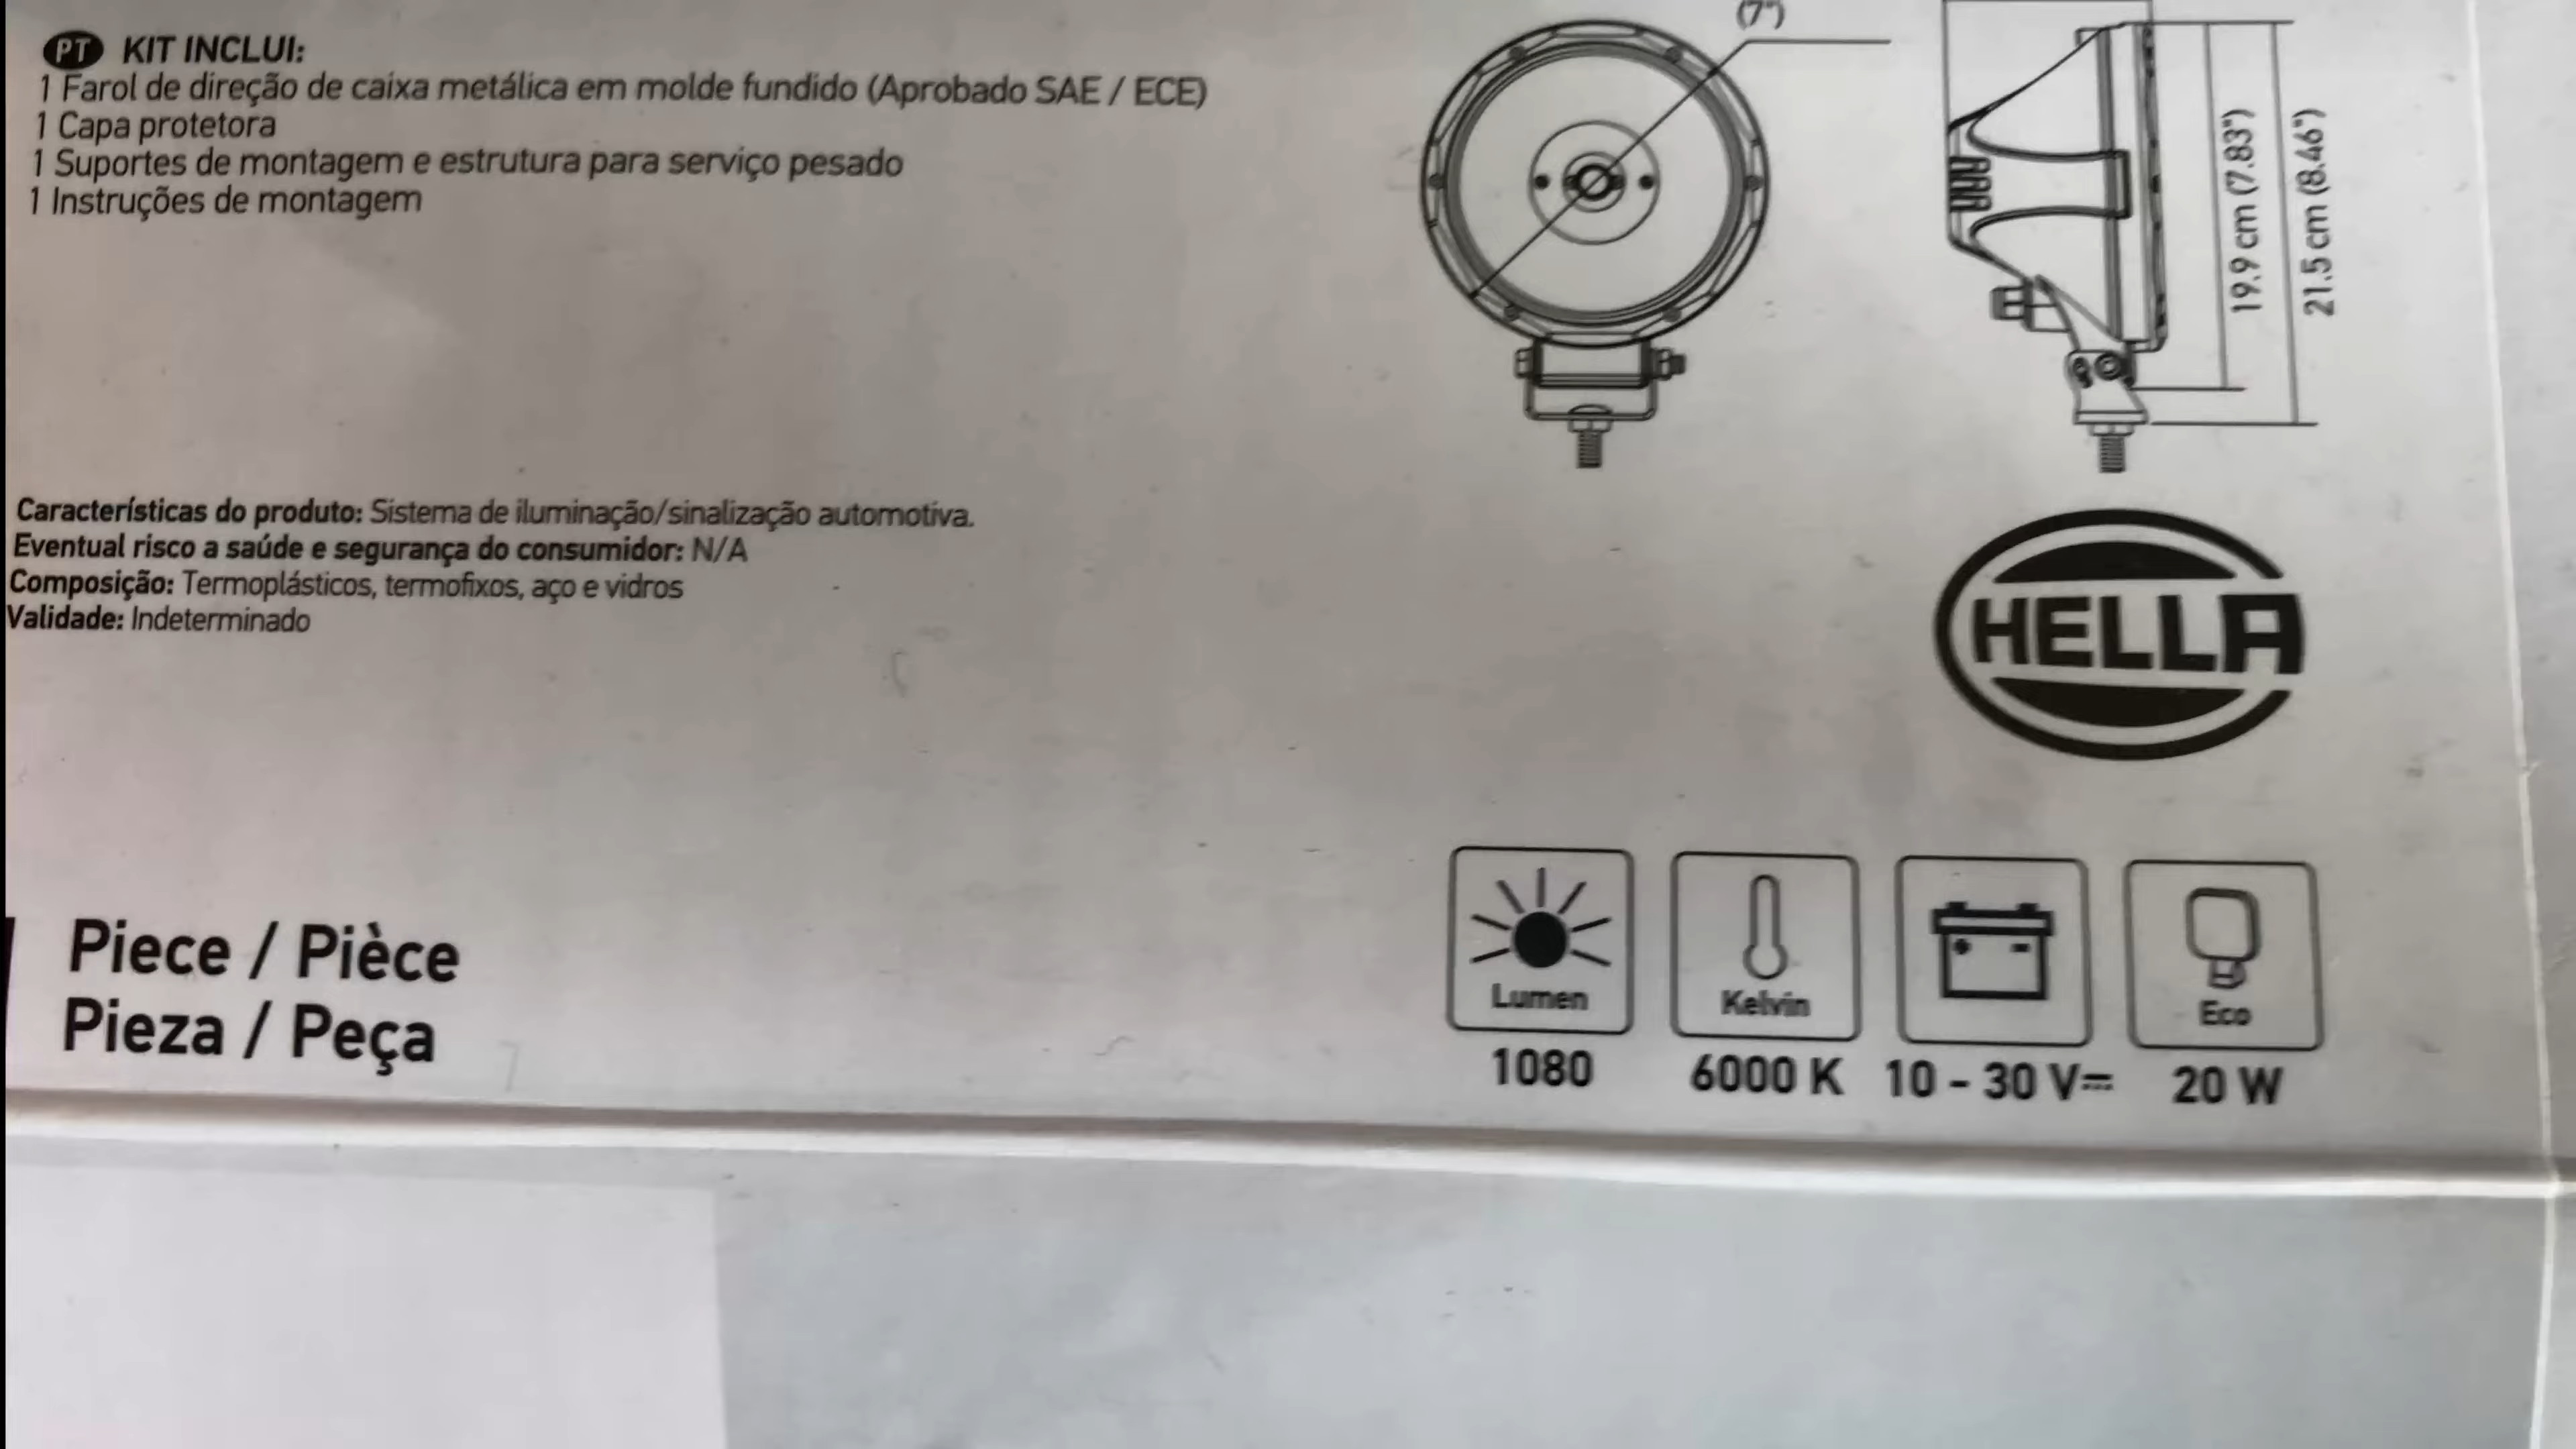 PT KIT INCLUI:
1 Farol de direção de caixa metálica em molde fundido (Aprobado SAE / ECE)
1 Capa protetora
1 Suportes de montagem e estrutura para serviço pesado
1 Instruções de montagem
(7")
19.9 cm (7.83")
21.5 cm (8.46")
Características do produto: Sistema de iluminação/sinalização automotiva.
Eventual risco a saúde e segurança do consumidor: N/A
Composição: Termoplásticos, termofixos, aço e vidros
Validade: Indeterminado
HELLA
Piece / Pièce
Pieza / Peça
Lumen
1080
Kelvin
6000 K
10 - 30 V⎓
Eco
20 W